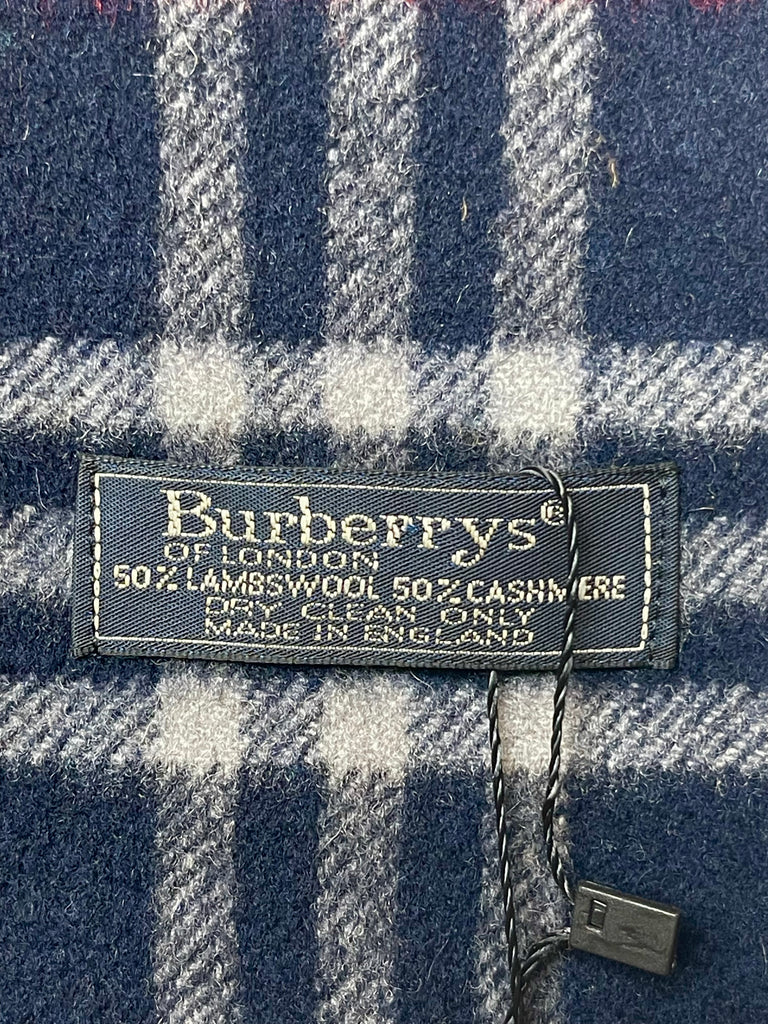 Burberrys®
OF LONDON
50% LAMBSWOOL 50% CASHMERE
DRY CLEAN ONLY
MADE IN ENGLAND